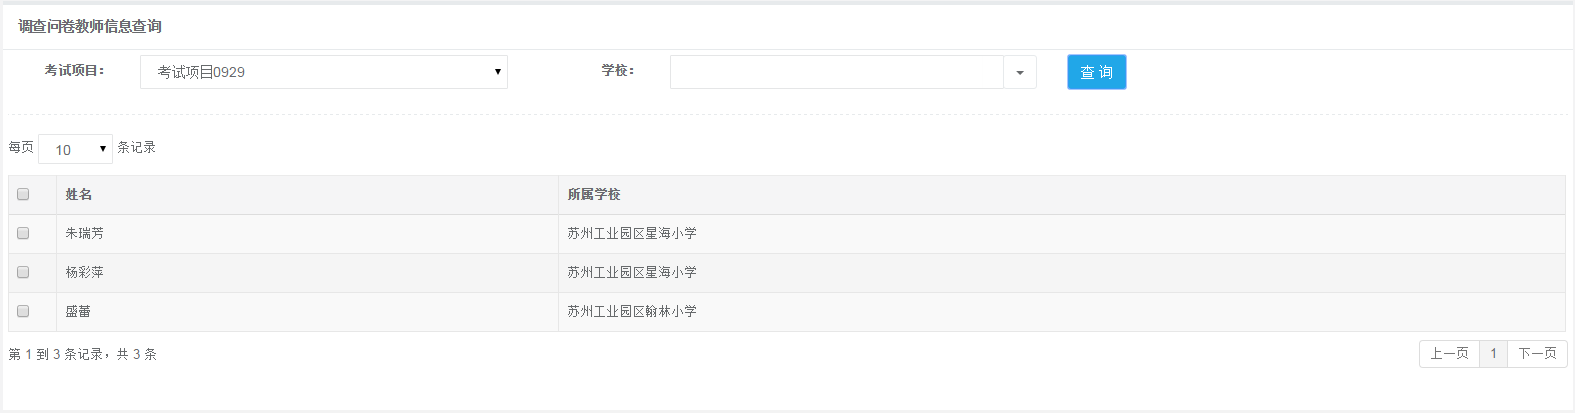 调查问卷教师信息查询
考试项目： 考试项目0929 学校： 查 询
每页 10 条记录
姓名 所属学校
朱瑞芳 苏州工业园区星海小学
杨彩萍 苏州工业园区星海小学
盛蕾 苏州工业园区翰林小学
第 1 到 3 条记录，共 3 条 上一页 1 下一页